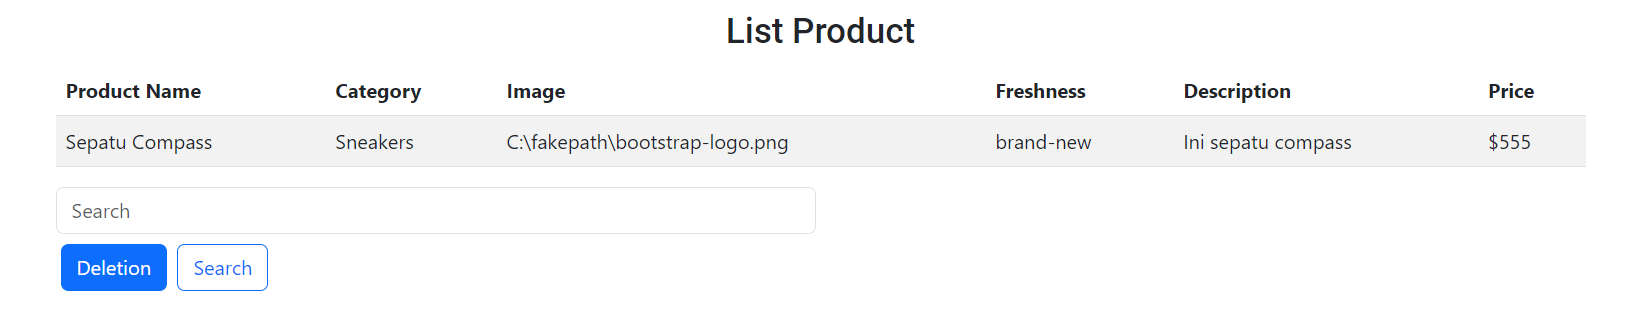 List Product
Product Name Category Image Freshness Description Price
Sepatu Compass Sneakers C:\fakepath\bootstrap-logo.png brand-new Ini sepatu compass $555
Search
Deletion Search